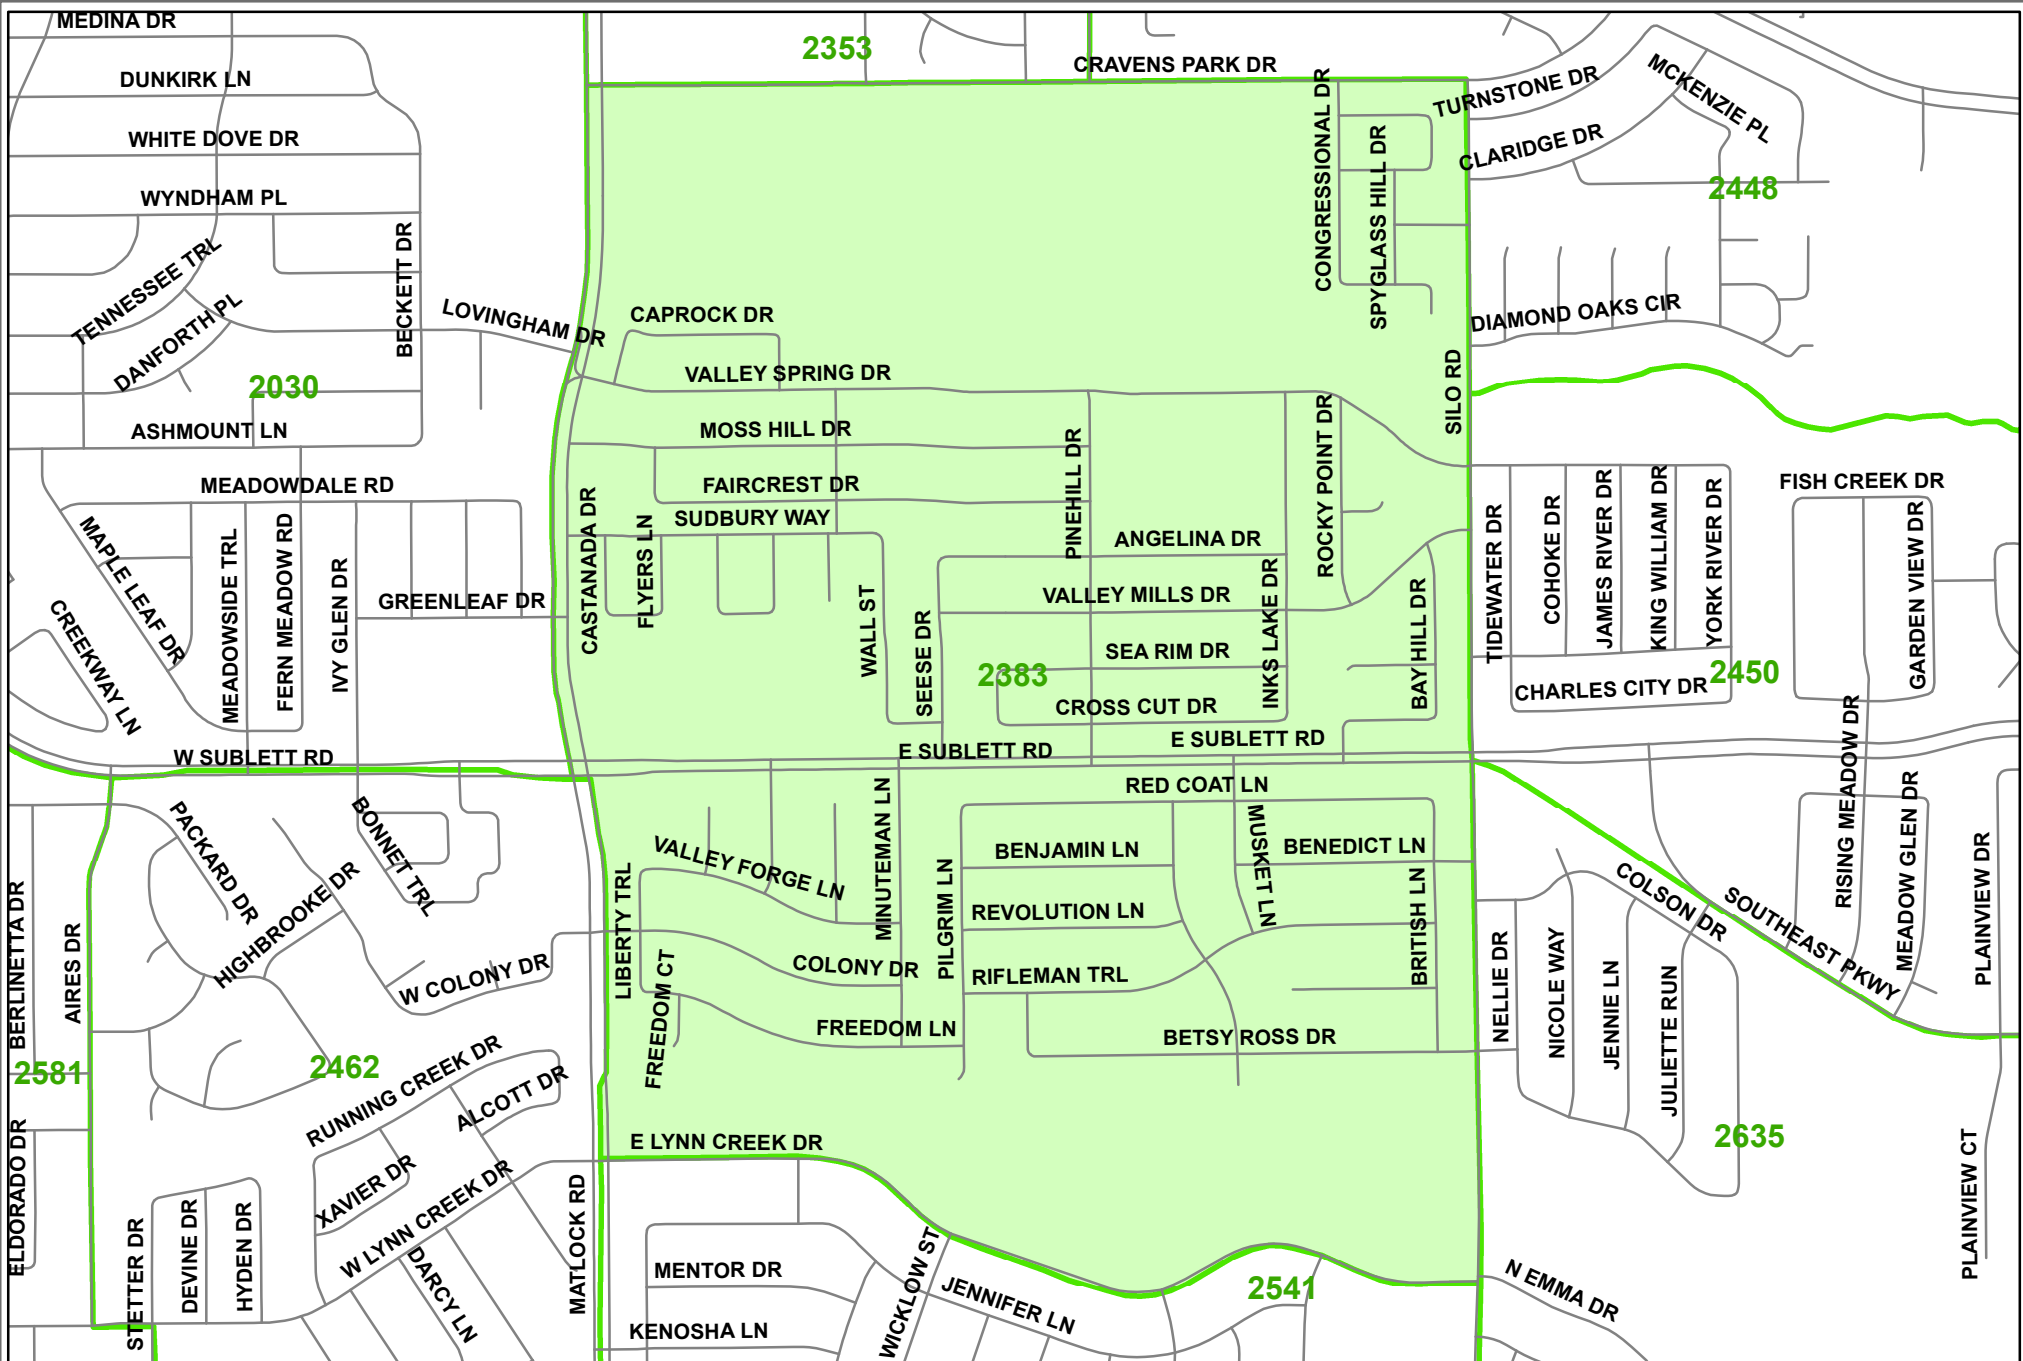 MEDINA DR
2353
CRAVENS PARK DR
DUNKIRK LN
TURNSTONE DR
MCKENZIE PL
WHITE DOVE DR
CONGRESSIONAL DR
CLARIDGE DR
WYNDHAM PL
SPYGLASS HILL DR
2448
BECKETT DR
TENNESSEE TRL
DANFORTH PL
LOVINGHAM DR
CAPROCK DR
DIAMOND OAKS CIR
2030
VALLEY SPRING DR
SILO RD
ASHMOUNT LN
MOSS HILL DR
PINEHILL DR
ROCKY POINT DR
MEADOWDALE RD
FAIRCREST DR
FISH CREEK DR
CASTANADA DR
SUDBURY WAY
MAPLE LEAF DR
MEADOWSIDE TRL
FERN MEADOW RD
IVY GLEN DR
FLYERS LN
ANGELINA DR
TIDEWATER DR
COHOKE DR
JAMES RIVER DR
KING WILLIAM DR
YORK RIVER DR
GARDEN VIEW DR
GREENLEAF DR
WALL ST
SEESE DR
VALLEY MILLS DR
INKS LAKE DR
BAY HILL DR
CREEKWAY LN
SEA RIM DR
2383
2450
CHARLES CITY DR
CROSS CUT DR
W SUBLETT RD
E SUBLETT RD
E SUBLETT RD
RISING MEADOW DR
RED COAT LN
PACKARD DR
BONNET TRL
MINUTEMAN LN
MUSKET LN
MEADOW GLEN DR
VALLEY FORGE LN
BENJAMIN LN
BENEDICT LN
PLAINVIEW DR
BERLINETTA DR
AIRES DR
HIGHBROOKE DR
LIBERTY TRL
PILGRIM LN
REVOLUTION LN
BRITISH LN
COLSON DR
SOUTHEAST PKWY
W COLONY DR
FREEDOM CT
COLONY DR
RIFLEMAN TRL
NELLIE DR
NICOLE WAY
JENNIE LN
JULIETTE RUN
FREEDOM LN
BETSY ROSS DR
2581
2462
RUNNING CREEK DR
ALCOTT DR
ELDORADO DR
E LYNN CREEK DR
2635
PLAINVIEW CT
XAVIER DR
W LYNN CREEK DR
MATLOCK RD
STETTER DR
DEVINE DR
HYDEN DR
DARCY LN
MENTOR DR
WICKLOW ST
2541
N EMMA DR
JENNIFER LN
KENOSHA LN